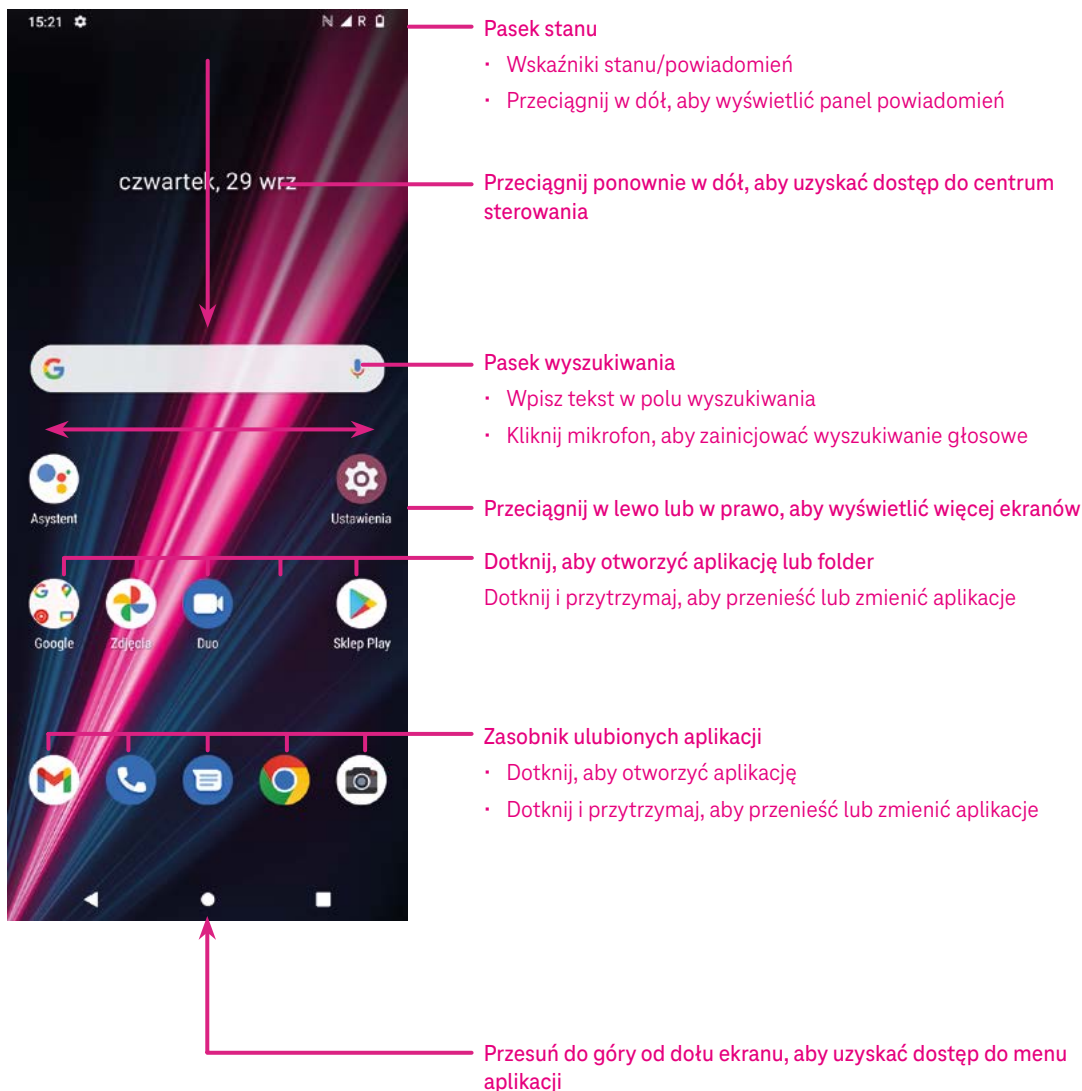 15:21
N R
Pasek stanu
· Wskaźniki stanu/powiadomień
· Przeciągnij w dół, aby wyświetlić panel powiadomień
czwartek, 29 wrz
Przeciągnij ponownie w dół, aby uzyskać dostęp do centrum
sterowania
G
Pasek wyszukiwania
· Wpisz tekst w polu wyszukiwania
· Kliknij mikrofon, aby zainicjować wyszukiwanie głosowe
Asystent
Ustawienia
Przeciągnij w lewo lub w prawo, aby wyświetlić więcej ekranów
Dotknij, aby otworzyć aplikację lub folder
Dotknij i przytrzymaj, aby przenieść lub zmienić aplikacje
Google
Zdjęcia
Duo
Sklep Play
Zasobnik ulubionych aplikacji
· Dotknij, aby otworzyć aplikację
· Dotknij i przytrzymaj, aby przenieść lub zmienić aplikacje
Przesuń do góry od dołu ekranu, aby uzyskać dostęp do menu
aplikacji